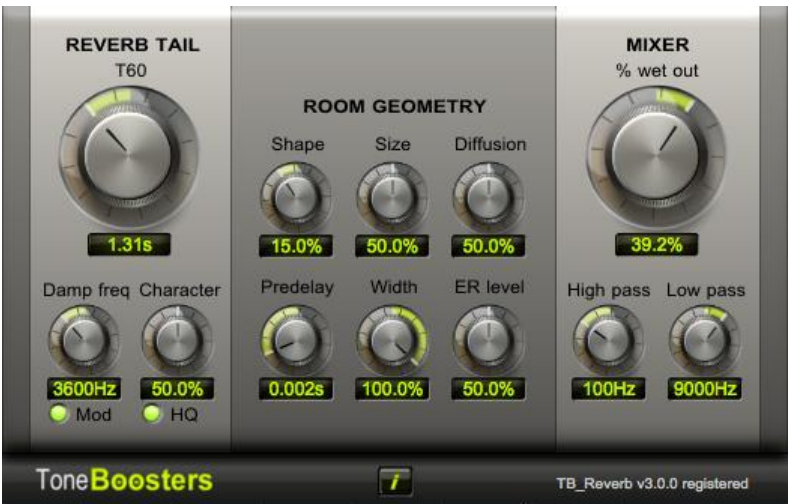 REVERB TAIL
T60
1.31s
Damp freq Character
3600Hz 50.0%
Mod HQ
ROOM GEOMETRY
Shape Size Diffusion
15.0% 50.0% 50.0%
Predelay Width ER level
0.002s 100.0% 50.0%
MIXER
% wet out
39.2%
High pass Low pass
100Hz 9000Hz
ToneBoosters
i
TB_Reverb v3.0.0 registered